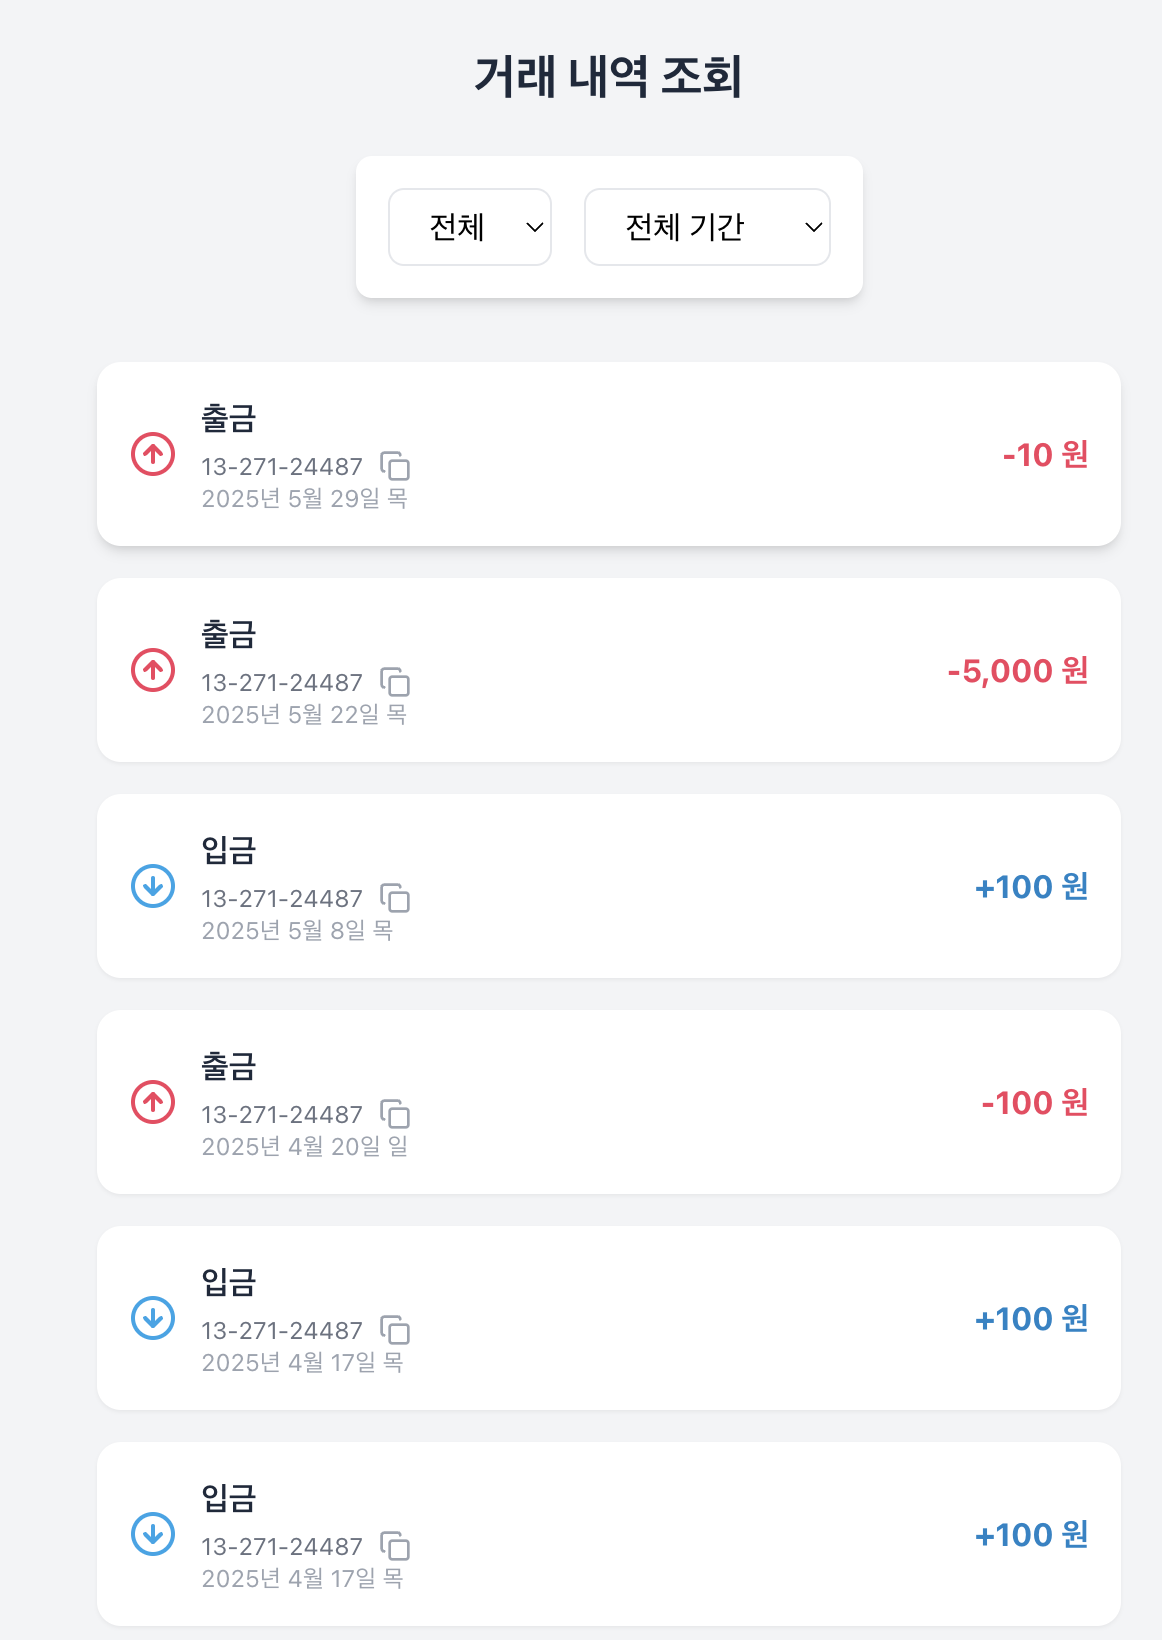 거래 내역 조회
전체 전체 기간
출금
13-271-24487
2025년 5월 29일 목
-10 원
출금
13-271-24487
2025년 5월 22일 목
-5,000 원
입금
13-271-24487
2025년 5월 8일 목
+100 원
출금
13-271-24487
2025년 4월 20일 일
-100 원
입금
13-271-24487
2025년 4월 17일 목
+100 원
입금
13-271-24487
2025년 4월 17일 목
+100 원